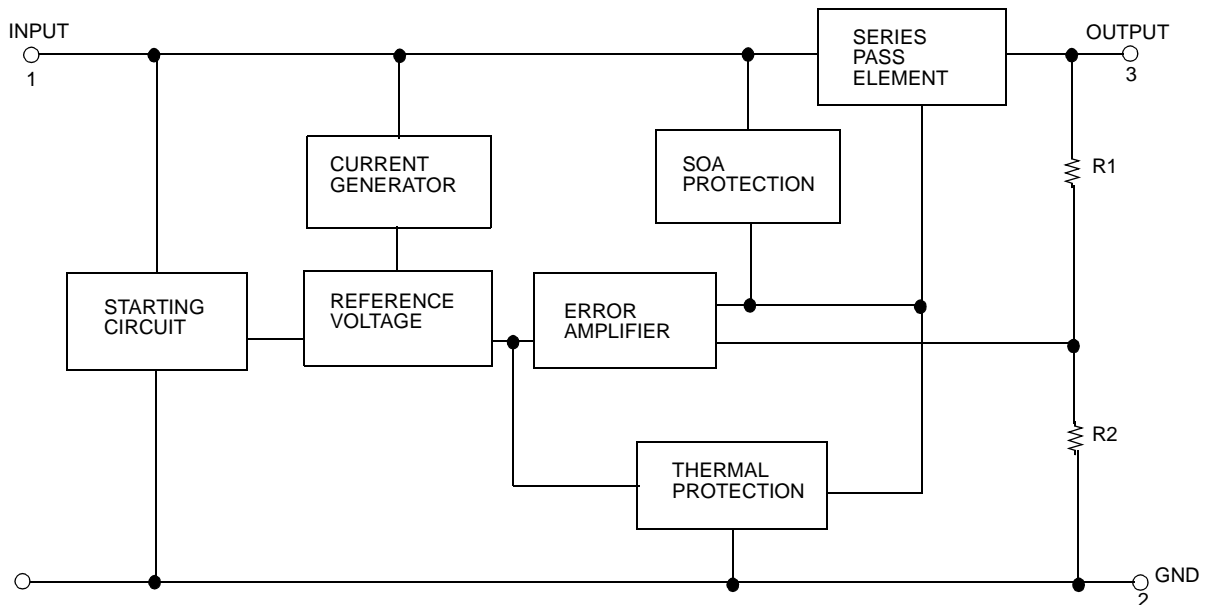 INPUT
1
SERIES
PASS
ELEMENT
OUTPUT
3
CURRENT
GENERATOR
SOA
PROTECTION
R1
STARTING
CIRCUIT
REFERENCE
VOLTAGE
ERROR
AMPLIFIER
R2
THERMAL
PROTECTION
GND
2